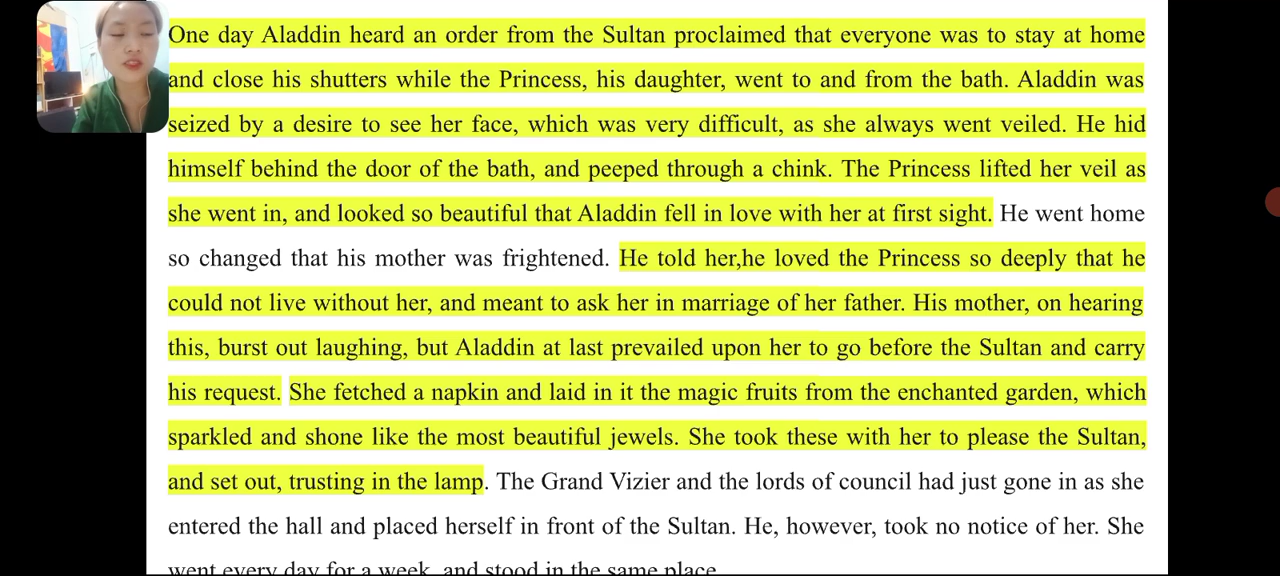 One day Aladdin heard an order from the Sultan proclaimed that everyone was to stay at home
and close his shutters while the Princess, his daughter, went to and from the bath. Aladdin was
seized by a desire to see her face, which was very difficult, as she always went veiled. He hid
himself behind the door of the bath, and peeped through a chink. The Princess lifted her veil as
she went in, and looked so beautiful that Aladdin fell in love with her at first sight. He went home
so changed that his mother was frightened. He told her,he loved the Princess so deeply that he
could not live without her, and meant to ask her in marriage of her father. His mother, on hearing
this, burst out laughing, but Aladdin at last prevailed upon her to go before the Sultan and carry
his request. She fetched a napkin and laid in it the magic fruits from the enchanted garden, which
sparkled and shone like the most beautiful jewels. She took these with her to please the Sultan,
and set out, trusting in the lamp. The Grand Vizier and the lords of council had just gone in as she
entered the hall and placed herself in front of the Sultan. He, however, took no notice of her. She
went every day for a week, and stood in the same place